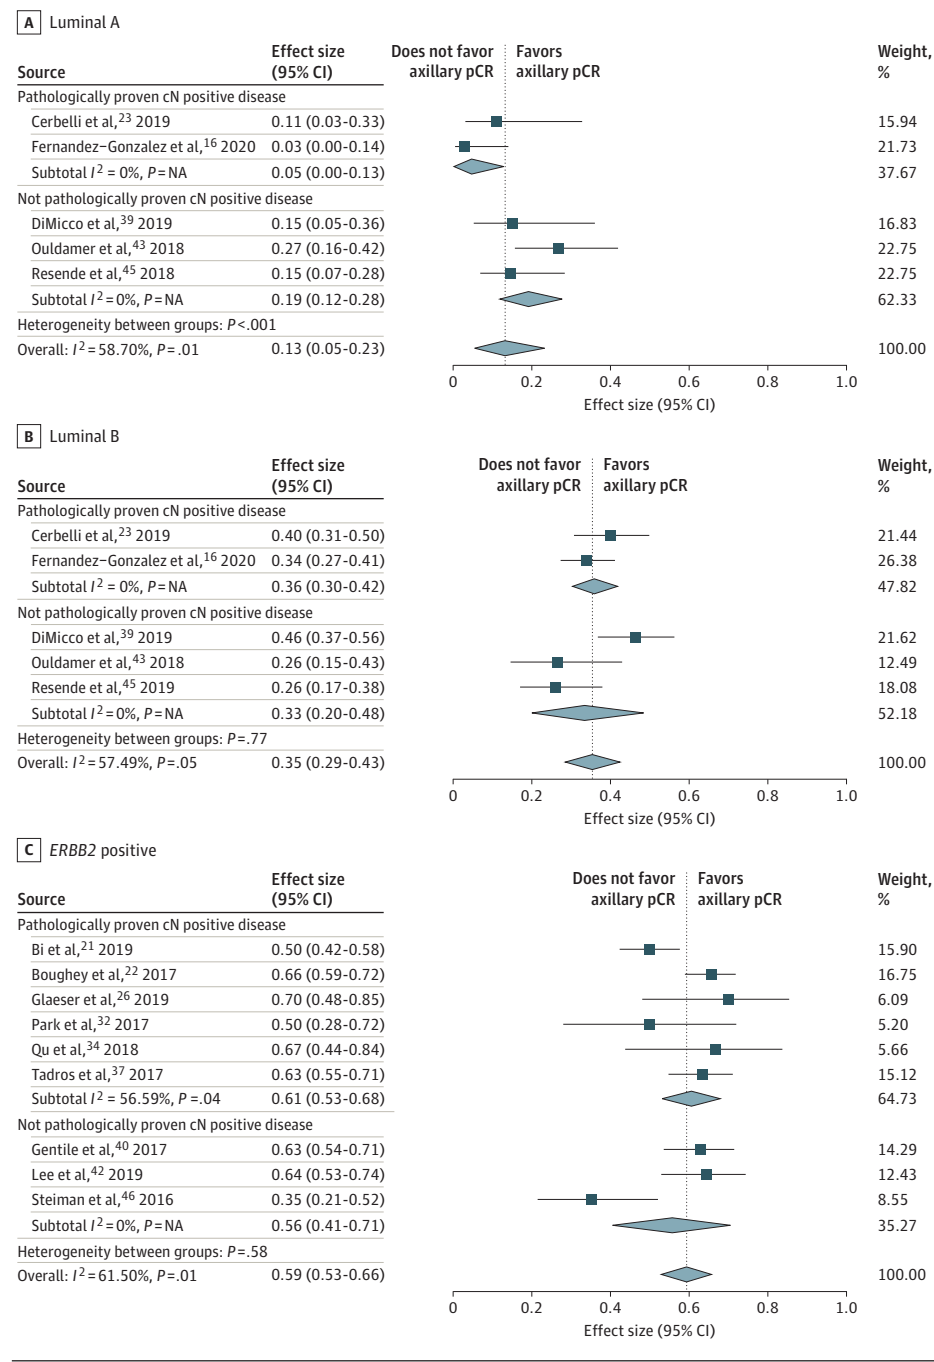 A Luminal A
Source Effect size (95% CI) Does not favor axillary pCR Favors axillary pCR Weight, %
Pathologically proven cN positive disease
Cerbelli et al,23 2019 0.11 (0.03-0.33) 15.94
Fernandez–Gonzalez et al,16 2020 0.03 (0.00-0.14) 21.73
Subtotal I2 = 0%, P=NA 0.05 (0.00-0.13) 37.67
Not pathologically proven cN positive disease
DiMicco et al,39 2019 0.15 (0.05-0.36) 16.83
Ouldamer et al,43 2018 0.27 (0.16-0.42) 22.75
Resende et al,45 2018 0.15 (0.07-0.28) 22.75
Subtotal I2=0%, P=NA 0.19 (0.12-0.28) 62.33
Heterogeneity between groups: P<.001
Overall: I2=58.70%, P=.01 0.13 (0.05-0.23) 100.00
0 0.2 0.4 0.6 0.8 1.0
Effect size (95% CI)
B Luminal B
Source Effect size (95% CI) Does not favor axillary pCR Favors axillary pCR Weight, %
Pathologically proven cN positive disease
Cerbelli et al,23 2019 0.40 (0.31-0.50) 21.44
Fernandez–Gonzalez et al,16 2020 0.34 (0.27-0.41) 26.38
Subtotal I2 = 0%, P=NA 0.36 (0.30-0.42) 47.82
Not pathologically proven cN positive disease
DiMicco et al,39 2019 0.46 (0.37-0.56) 21.62
Ouldamer et al,43 2018 0.26 (0.15-0.43) 12.49
Resende et al,45 2019 0.26 (0.17-0.38) 18.08
Subtotal I2=0%, P=NA 0.33 (0.20-0.48) 52.18
Heterogeneity between groups: P=.77
Overall: I2=57.49%, P=.05 0.35 (0.29-0.43) 100.00
0 0.2 0.4 0.6 0.8 1.0
Effect size (95% CI)
C ERBB2 positive
Source Effect size (95% CI) Does not favor axillary pCR Favors axillary pCR Weight, %
Pathologically proven cN positive disease
Bi et al,21 2019 0.50 (0.42-0.58) 15.90
Boughey et al,22 2017 0.66 (0.59-0.72) 16.75
Glaeser et al,26 2019 0.70 (0.48-0.85) 6.09
Park et al,32 2017 0.50 (0.28-0.72) 5.20
Qu et al,34 2018 0.67 (0.44-0.84) 5.66
Tadros et al,37 2017 0.63 (0.55-0.71) 15.12
Subtotal I2 = 56.59%, P =.04 0.61 (0.53-0.68) 64.73
Not pathologically proven cN positive disease
Gentile et al,40 2017 0.63 (0.54-0.71) 14.29
Lee et al,42 2019 0.64 (0.53-0.74) 12.43
Steiman et al,46 2016 0.35 (0.21-0.52) 8.55
Subtotal I2=0%, P=NA 0.56 (0.41-0.71) 35.27
Heterogeneity between groups: P=.58
Overall: I2=61.50%, P=.01 0.59 (0.53-0.66) 100.00
0 0.2 0.4 0.6 0.8 1.0
Effect size (95% CI)